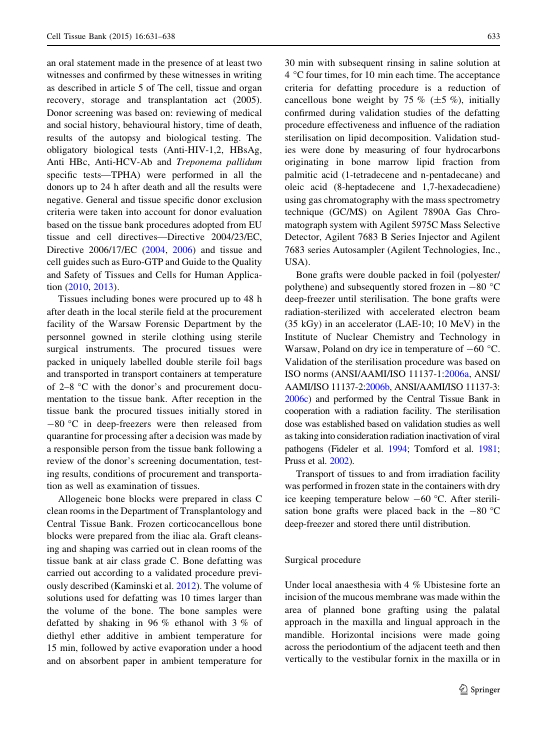 Cell Tissue Bank (2015) 16:631–638
633
an oral statement made in the presence of at least two
witnesses and confirmed by these witnesses in writing
as described in article 5 of The cell, tissue and organ
recovery, storage and transplantation act (2005).
Donor screening was based on: reviewing of medical
and social history, behavioural history, time of death,
results of the autopsy and biological testing. The
obligatory biological tests (Anti-HIV-1,2, HBsAg,
Anti HBc, Anti-HCV-Ab and Treponema pallidum
specific tests—TPHA) were performed in all the
donors up to 24 h after death and all the results were
negative. General and tissue specific donor exclusion
criteria were taken into account for donor evaluation
based on the tissue bank procedures adopted from EU
tissue and cell directives—Directive 2004/23/EC,
Directive 2006/17/EC (2004, 2006) and tissue and
cell guides such as Euro-GTP and Guide to the Quality
and Safety of Tissues and Cells for Human Applica-
tion (2010, 2013).
Tissues including bones were procured up to 48 h
after death in the local sterile field at the procurement
facility of the Warsaw Forensic Department by the
personnel gowned in sterile clothing using sterile
surgical instruments. The procured tissues were
packed in uniquely labelled double sterile foil bags
and transported in transport containers at temperature
of 2–8 °C with the donor's and procurement docu-
mentation to the tissue bank. After reception in the
tissue bank the procured tissues initially stored in
−80 °C in deep-freezers were then released from
quarantine for processing after a decision was made by
a responsible person from the tissue bank following a
review of the donor's screening documentation, test-
ing results, conditions of procurement and transporta-
tion as well as examination of tissues.
Allogeneic bone blocks were prepared in class C
clean rooms in the Department of Transplantology and
Central Tissue Bank. Frozen corticocancellous bone
blocks were prepared from the iliac ala. Graft cleans-
ing and shaping was carried out in clean rooms of the
tissue bank at air class grade C. Bone defatting was
carried out according to a validated procedure previ-
ously described (Kaminski et al. 2012). The volume of
solutions used for defatting was 10 times larger than
the volume of the bone. The bone samples were
defatted by shaking in 96 % ethanol with 3 % of
diethyl ether additive in ambient temperature for
15 min, followed by active evaporation under a hood
and on absorbent paper in ambient temperature for
30 min with subsequent rinsing in saline solution at
4 °C four times, for 10 min each time. The acceptance
criteria for defatting procedure is a reduction of
cancellous bone weight by 75 % (±5 %), initially
confirmed during validation studies of the defatting
procedure effectiveness and influence of the radiation
sterilisation on lipid decomposition. Validation stud-
ies were done by measuring of four hydrocarbons
originating in bone marrow lipid fraction from
palmitic acid (1-tetradecene and n-pentadecane) and
oleic acid (8-heptadecene and 1,7-hexadecadiene)
using gas chromatography with the mass spectrometry
technique (GC/MS) on Agilent 7890A Gas Chro-
matograph system with Agilent 5975C Mass Selective
Detector, Agilent 7683 B Series Injector and Agilent
7683 series Autosampler (Agilent Technologies, Inc.,
USA).
Bone grafts were double packed in foil (polyester/
polythene) and subsequently stored frozen in −80 °C
deep-freezer until sterilisation. The bone grafts were
radiation-sterilized with accelerated electron beam
(35 kGy) in an accelerator (LAE-10; 10 MeV) in the
Institute of Nuclear Chemistry and Technology in
Warsaw, Poland on dry ice in temperature of −60 °C.
Validation of the sterilisation procedure was based on
ISO norms (ANSI/AAMI/ISO 11137-1:2006a, ANSI/
AAMI/ISO 11137-2:2006b, ANSI/AAMI/ISO 11137-3:
2006c) and performed by the Central Tissue Bank in
cooperation with a radiation facility. The sterilisation
dose was established based on validation studies as well
as taking into consideration radiation inactivation of viral
pathogens (Fideler et al. 1994; Tomford et al. 1981;
Pruss et al. 2002).
Transport of tissues to and from irradiation facility
was performed in frozen state in the containers with dry
ice keeping temperature below −60 °C. After sterili-
sation bone grafts were placed back in the −80 °C
deep-freezer and stored there until distribution.
Surgical procedure
Under local anaesthesia with 4 % Ubistesine forte an
incision of the mucous membrane was made within the
area of planned bone grafting using the palatal
approach in the maxilla and lingual approach in the
mandible. Horizontal incisions were made going
across the periodontium of the adjacent teeth and then
vertically to the vestibular fornix in the maxilla or in
Springer